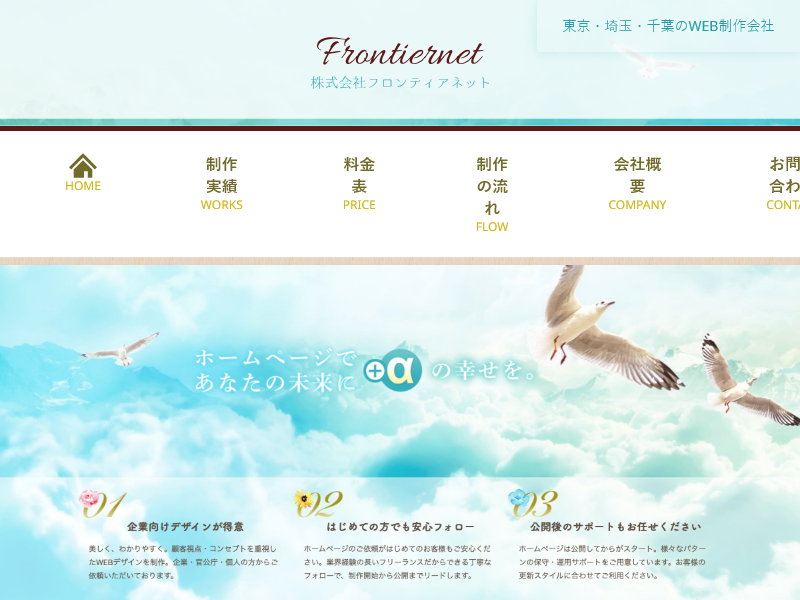 東京・埼玉・千葉のWEB制作会社
Frontiernet
株式会社フロンティアネット
HOME
制作
実績
WORKS
料金
表
PRICE
制作
の流
れ
FLOW
会社概
要
COMPANY
お問
合わ
CONTA
ホームページで
あなたの未来に
+α の幸せを。
01
企業向けデザインが得意
美しく、わかりやすく。顧客視点・コンセプトを重視し
たWEBデザインを制作。企業・官公庁・個人の方からご
依頼いただいております。
02
はじめての方でも安心フォロー
ホームページのご依頼がはじめてのお客様もご安心くだ
さい。業界経験の長いフリーランスだからできる丁寧な
フォローで、制作開始から公開までリードします。
03
公開後のサポートもお任せください
ホームページは公開してからがスタート。様々なパター
ンの保守・運用サポートをご用意しています。お客様の
更新スタイルに合わせてご利用ください。